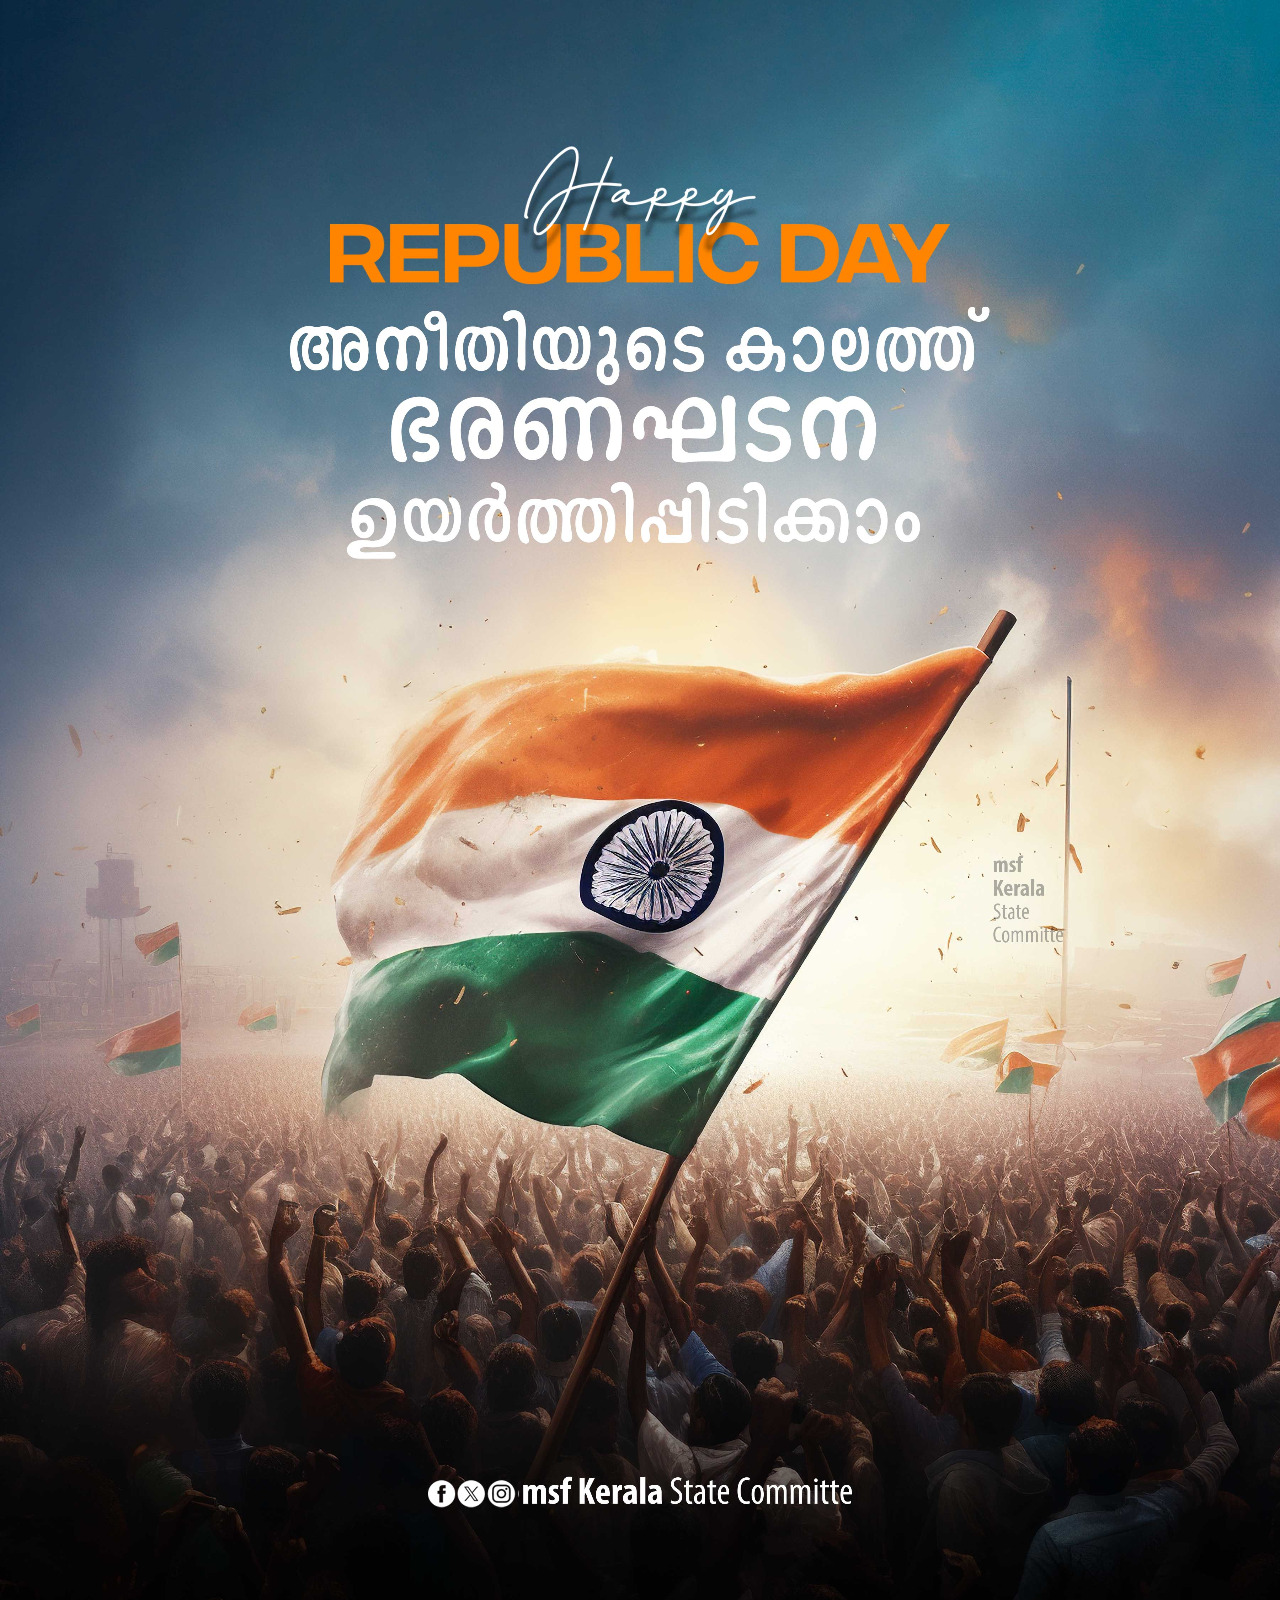 Happy
REPUBLIC DAY
അനീതിയുടെ കാലത്ത്
ഭരണഘടന
ഉയർത്തിപ്പിടിക്കാം
msf
Kerala
State
Committe
msf Kerala State Committe